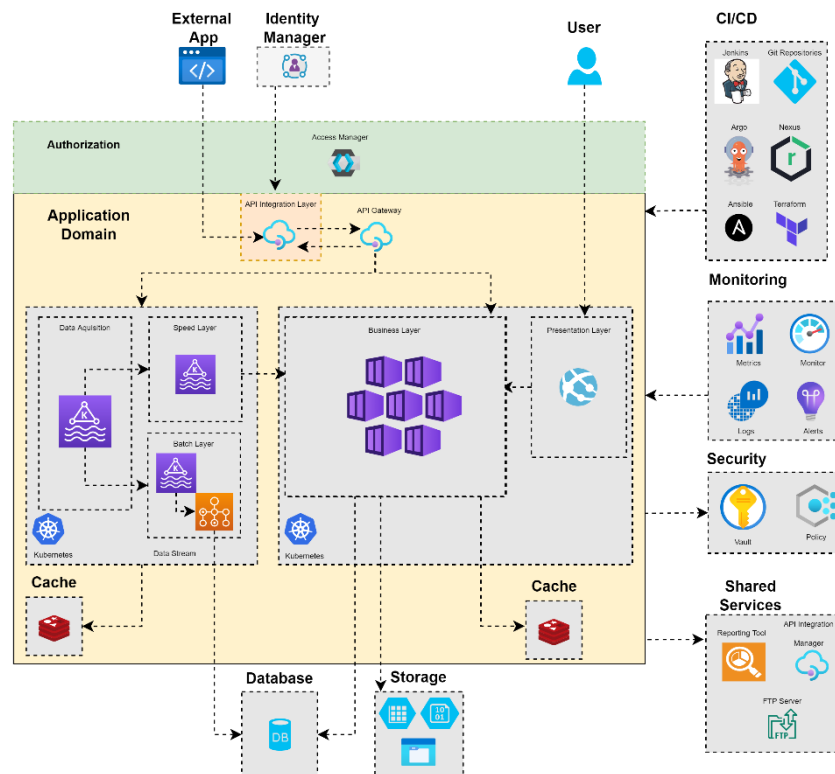 External
App
Identity
Manager
User
CI/CD
Jenkins
Git Repositories
Argo
Nexus
r
Ansible
Terraform
A
Authorization
Access Manager
Application
Domain
API Integration Layer
API Gateway
Monitoring
Metrics
Monitor
Logs
Alerts
Data Aquisition
Speed Layer
K
K
Batch Layer
K
Kubernetes
Data Stream
Business Layer
Presentation Layer
Kubernetes
Security
Vault
Policy
Cache
Cache
Shared
Services
Reporting Tool
API Integration
Manager
FTP Server
FTP
Database
DB
Storage
10
01